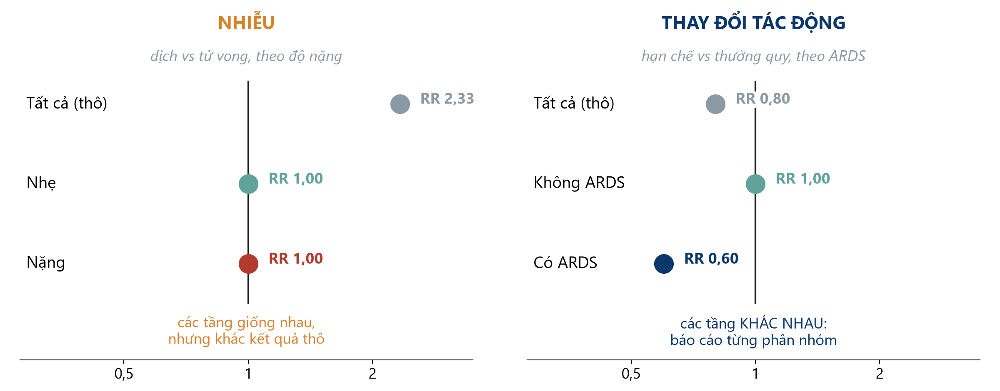 NHIỄU
dịch vs tử vong, theo độ nặng
Tất cả (thô)
RR 2,33
Nhẹ
RR 1,00
Nặng
RR 1,00
các tầng giống nhau,
nhưng khác kết quả thô
0,5
1
2
THAY ĐỔI TÁC ĐỘNG
hạn chế vs thường quy, theo ARDS
Tất cả (thô)
RR 0,80
Không ARDS
RR 1,00
Có ARDS
RR 0,60
các tầng KHÁC NHAU:
báo cáo từng phân nhóm
0,5
1
2